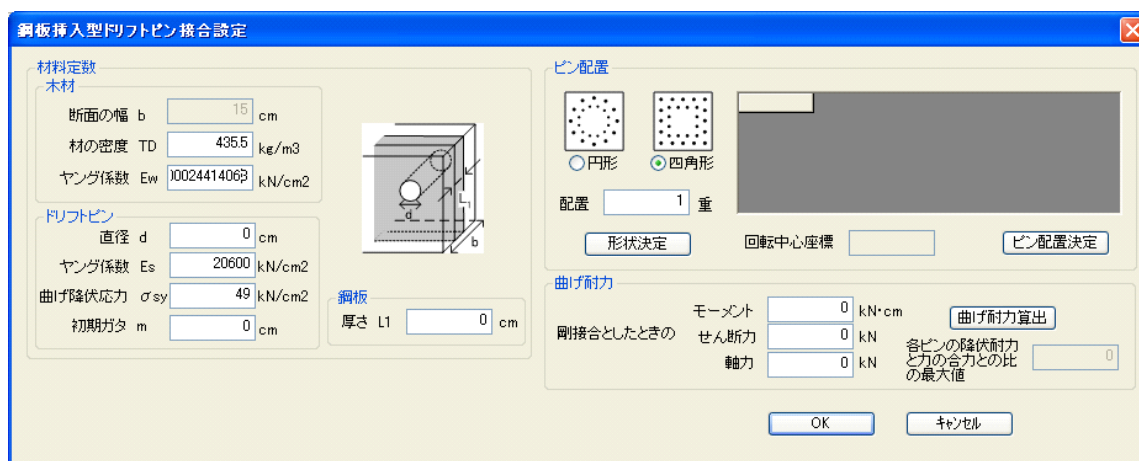 鋼板挿入型ドリフトピン接合設定
材料定数
木材
断面の幅 b 15 cm
材の密度 TD 435.5 kg/m3
ヤング係数 Ew 0002441406 kN/cm2
ドリフトピン
直径 d 0 cm
ヤング係数 Es 20600 kN/cm2
曲げ降伏応力 σsy 49 kN/cm2
初期ガタ m 0 cm
d
L1
b
鋼板
厚さ L1 0 cm
ピン配置
円形 四角形
配置 1 重
形状決定 回転中心座標 ピン配置決定
曲げ耐力
剛接合としたときの
モーメント 0 kN・cm
せん断力 0 kN
軸力 0 kN
曲げ耐力算出
各ピンの降伏耐力
と力の合力との比
の最大値
0
OK キャンセル